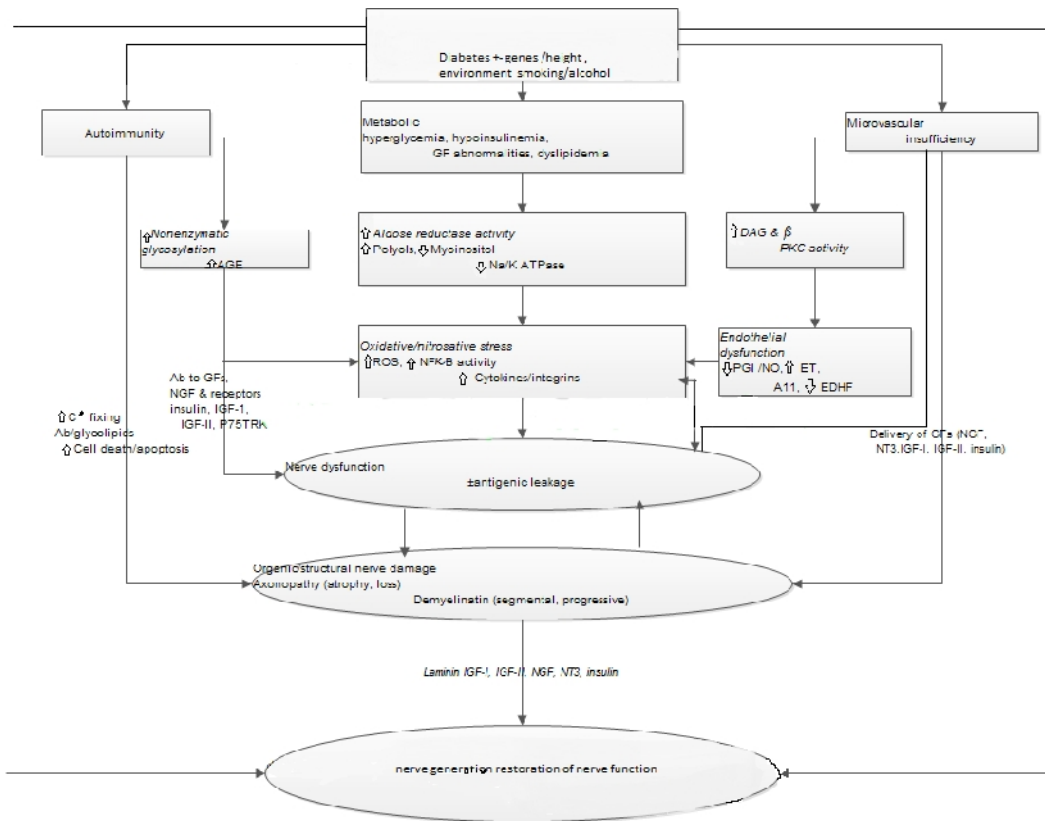 Diabetes +-genes /height ,
environment smoking/alcohol
Autoimmunity
Metabolic
hyperglycemia, hypoinsulinemia,
GF abnormalities, dyslipidemia
Microvascular
insufficiency
⇧Nonenzymatic
glycosylation
⇧AGE
⇧Aldose reductase activity
⇧Polyols, ⇩Myoinositol
⇩Na/K ATPase
⇧DAG & β
PKC activity
Oxidative/nitrosative stress
⇧ROS, ⇧ NFK-B activity
⇧ Cytokines/integrins
Endothelial
dysfunction
⇩PGI /NO, ⇧ ET,
A11, ⇩ EDHF
Ab to GFs,
NGF & receptors
insulin, IGF-1,
IGF-II, P75TRK
fixing
Ab/glycolipids
⇧ Cell death/apoptosis
Delivery of GFs (NGF,
NT3.IGF-I, IGF-II. insulin)
Nerve dysfunction
±antigenic leakage
Organic structural nerve damage
Axonopathy (atrophy, loss)
Demyelinatin (segmental, progressive)
Laminin IGF-I, IGF-II. NGF, NT3, insulin
nerve generation restoration of nerve function